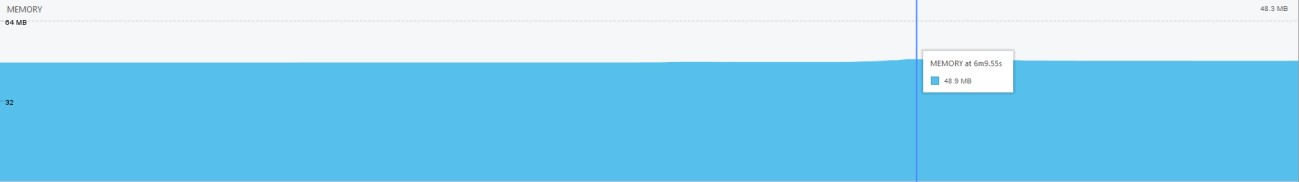 MEMORY
48.3 MB
64 MB
MEMORY at 6m9.55s
48.9 MB
32